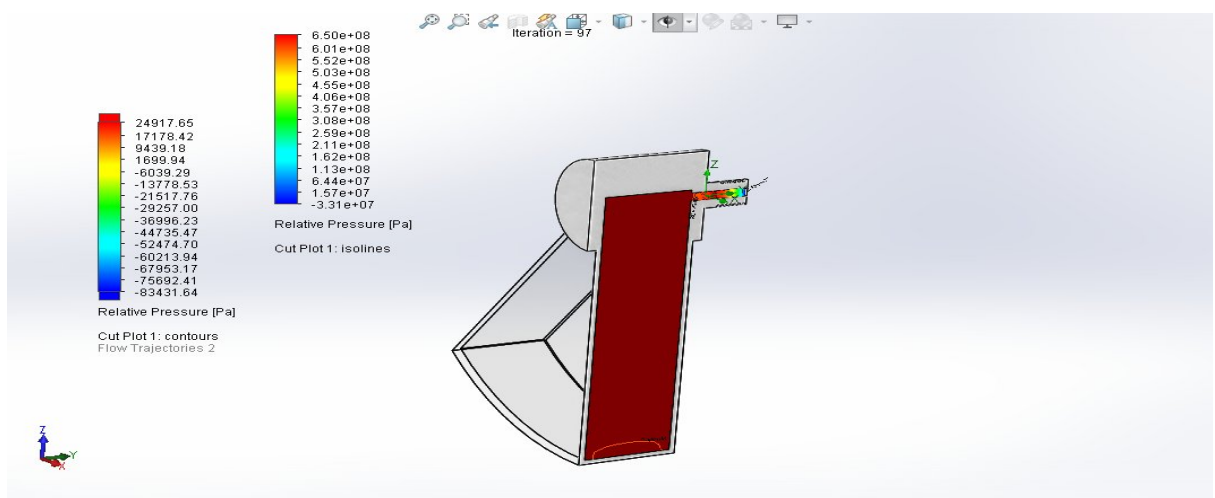 Iteration = 97
6.50e+08
6.01e+08
5.52e+08
5.03e+08
4.55e+08
4.06e+08
3.57e+08
3.08e+08
2.59e+08
2.11e+08
1.62e+08
1.13e+08
6.44e+07
1.57e+07
-3.31e+07
Relative Pressure [Pa]
Cut Plot 1: isolines
24917.65
17178.42
9439.18
1699.94
-6039.29
-13778.53
-21517.76
-29257.00
-36996.23
-44735.47
-52474.70
-60213.94
-67953.17
-75692.41
-83431.64
Relative Pressure [Pa]
Cut Plot 1: contours
Flow Trajectories 2
Z
Z
Y
X